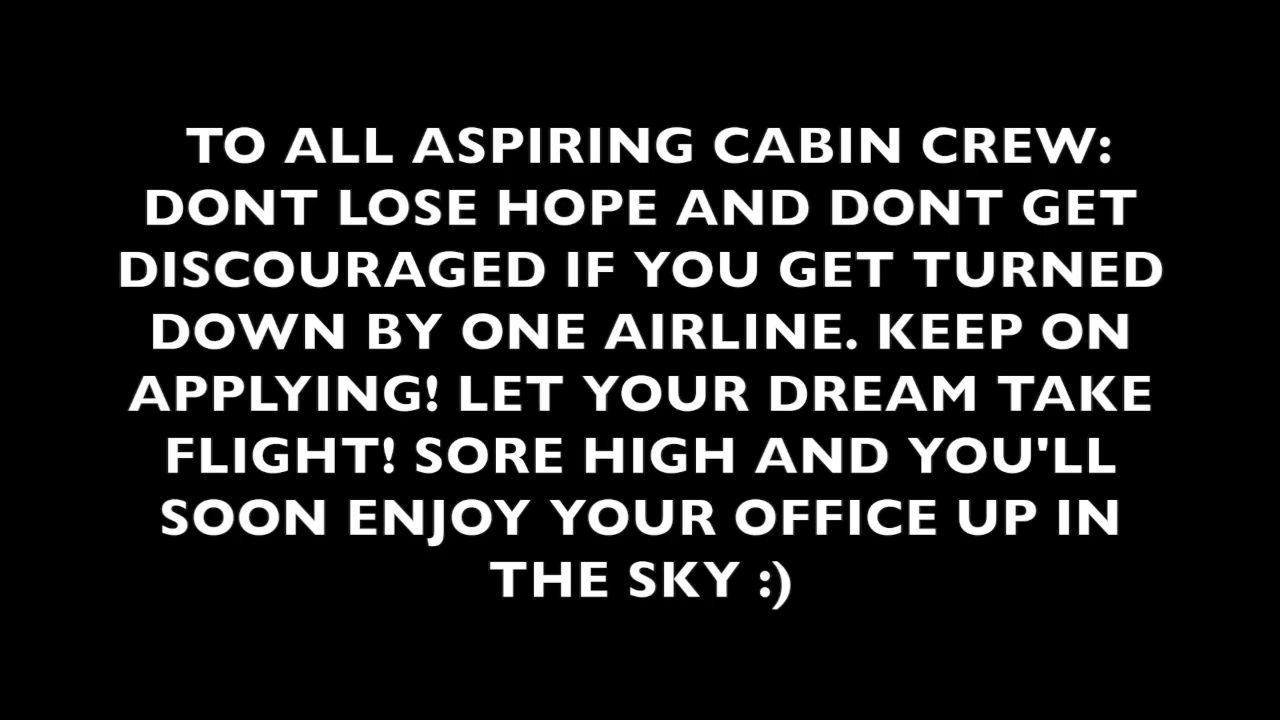 TO ALL ASPIRING CABIN CREW:
DONT LOSE HOPE AND DONT GET
DISCOURAGED IF YOU GET TURNED
DOWN BY ONE AIRLINE. KEEP ON
APPLYING! LET YOUR DREAM TAKE
FLIGHT! SORE HIGH AND YOU'LL
SOON ENJOY YOUR OFFICE UP IN
THE SKY :)